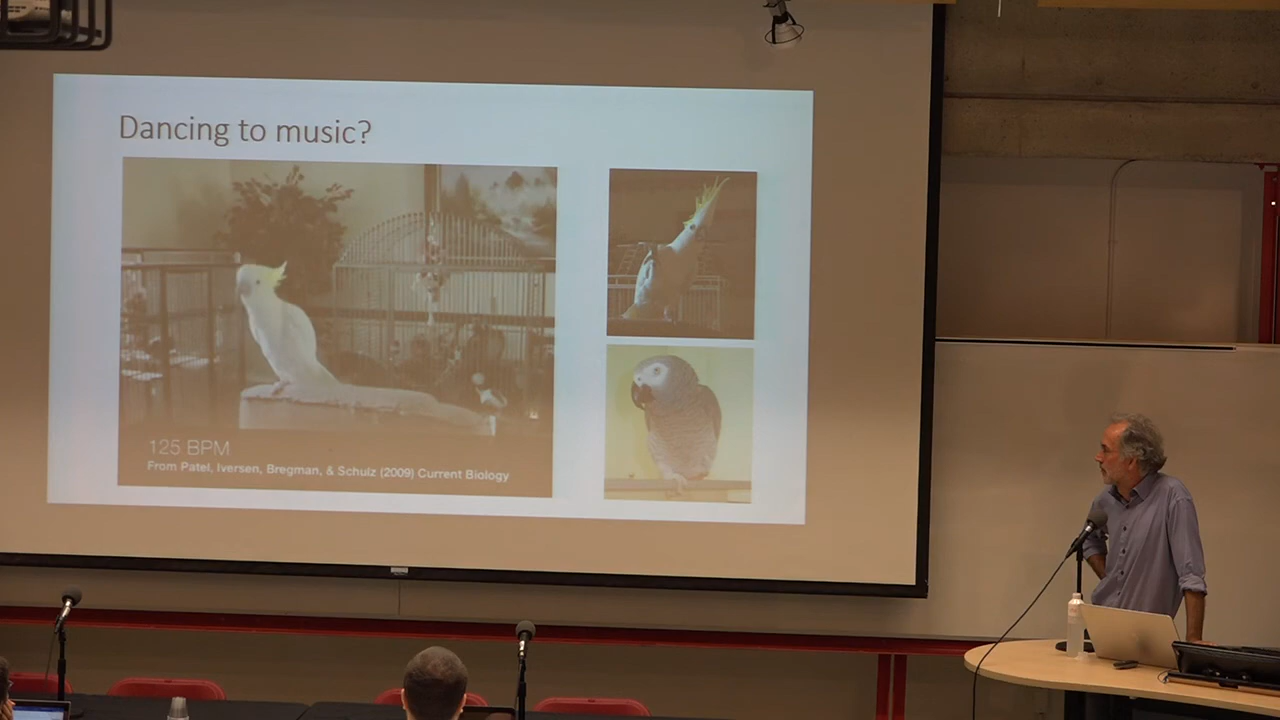 Dancing to music?
125 BPM
From Patel, Iversen, Bregman, & Schulz (2009) Current Biology